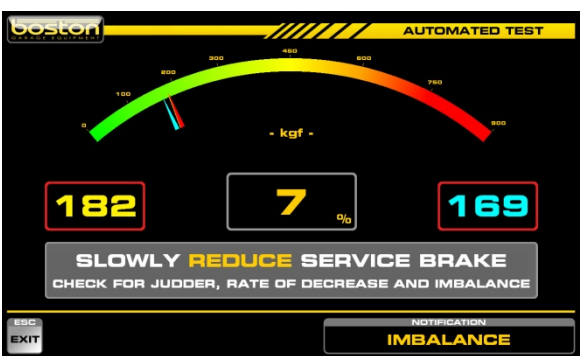 boston
GARAGE EQUIPMENT
AUTOMATED TEST
0
100
200
300
450
600
750
900
- kgf -
182
7 %
169
SLOWLY REDUCE SERVICE BRAKE
CHECK FOR JUDDER, RATE OF DECREASE AND IMBALANCE
ESC
EXIT
NOTIFICATION
IMBALANCE